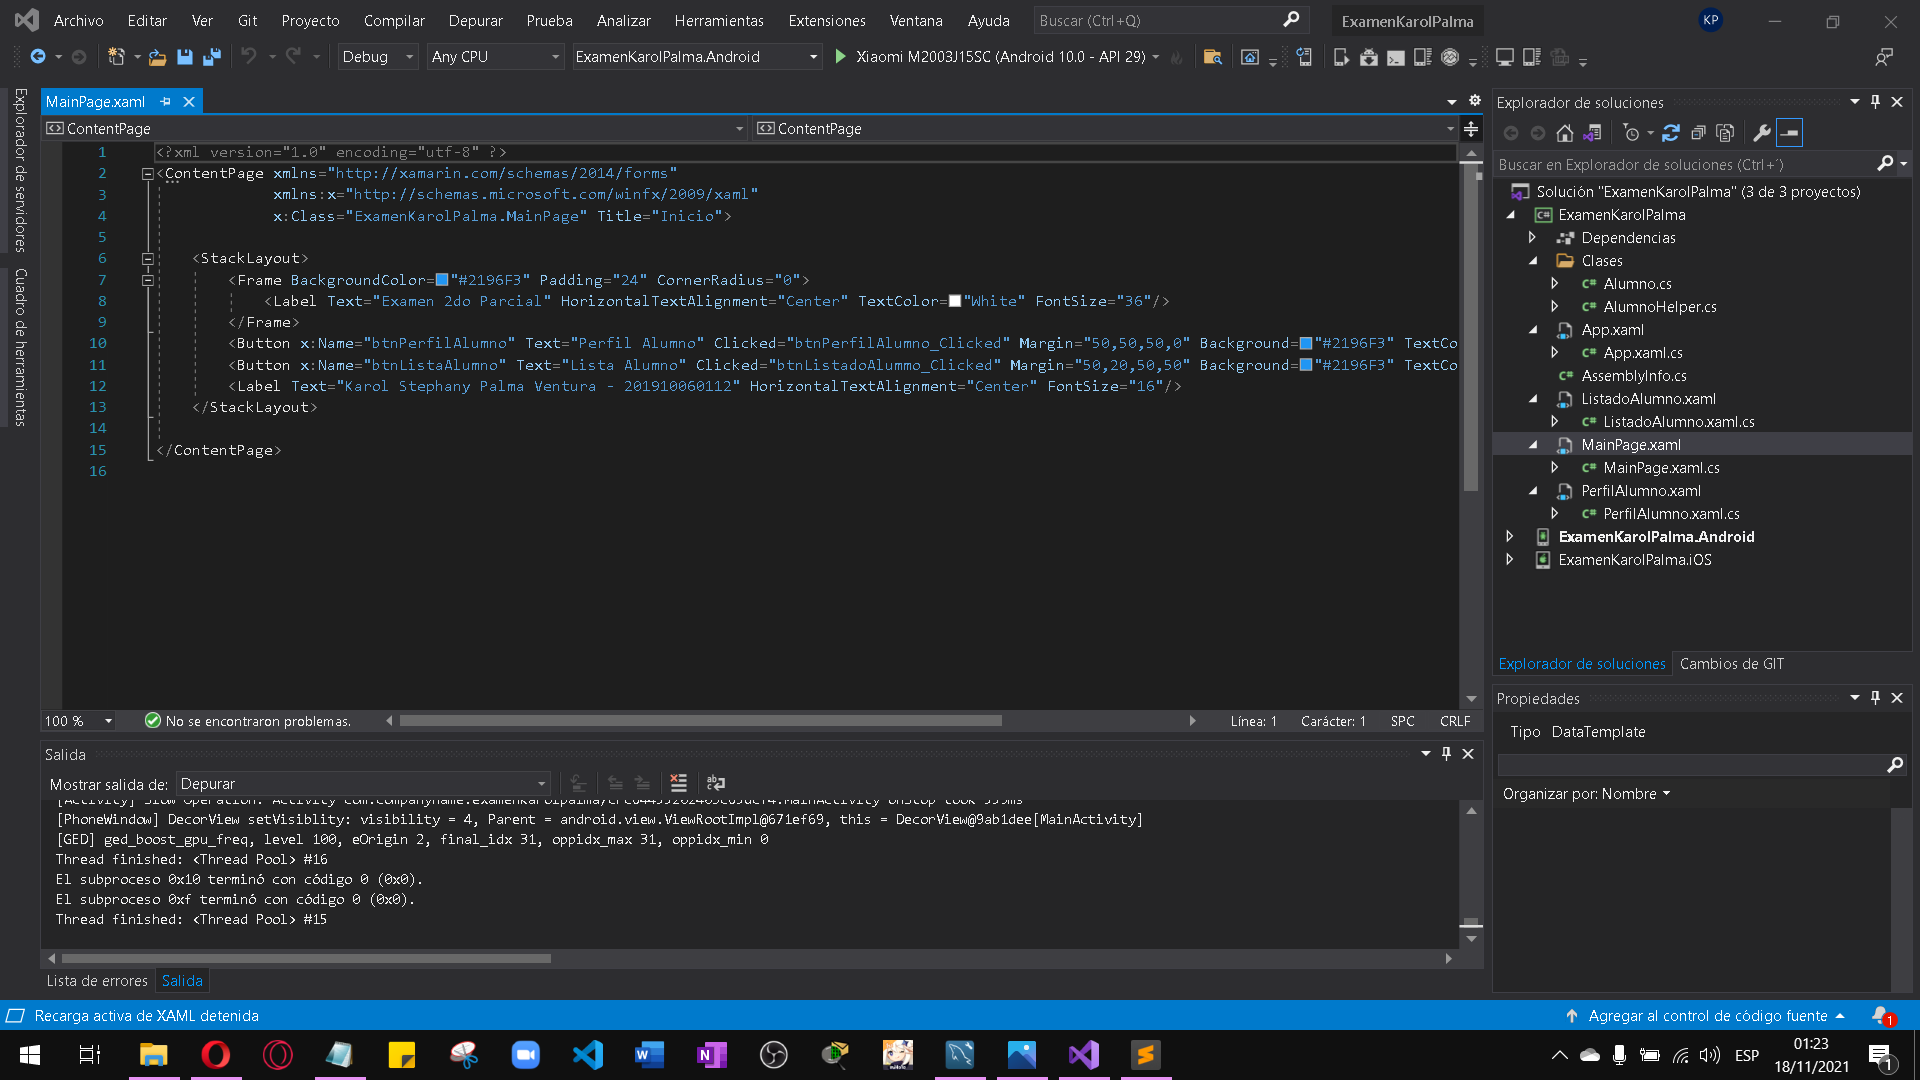 Archivo Editar Ver Git Proyecto Compilar Depurar Prueba Analizar Herramientas Extensiones Ventana Ayuda Buscar (Ctrl+Q) ExamenKarolPalma KP
Debug Any CPU ExamenKarolPalma.Android Xiaomi M2003J15SC (Android 10.0 - API 29)
Explorador de servidores
Cuadro de herramientas
MainPage.xaml
ContentPage ContentPage
1 <?xml version="1.0" encoding="utf-8" ?>
2 <ContentPage xmlns="http://xamarin.com/schemas/2014/forms"
3 xmlns:x="http://schemas.microsoft.com/winfx/2009/xaml"
4 x:Class="ExamenKarolPalma.MainPage" Title="Inicio">
5
6 <StackLayout>
7 <Frame BackgroundColor="#2196F3" Padding="24" CornerRadius="0">
8 <Label Text="Examen 2do Parcial" HorizontalTextAlignment="Center" TextColor="White" FontSize="36"/>
9 </Frame>
10 <Button x:Name="btnPerfilAlumno" Text="Perfil Alumno" Clicked="btnPerfilAlumno_Clicked" Margin="50,50,50,0" Background="#2196F3" TextCo
11 <Button x:Name="btnListaAlumno" Text="Lista Alumno" Clicked="btnListadoAlummo_Clicked" Margin="50,20,50,50" Background="#2196F3" TextCo
12 <Label Text="Karol Stephany Palma Ventura - 201910060112" HorizontalTextAlignment="Center" FontSize="16"/>
13 </StackLayout>
14
15 </ContentPage>
16
100 % No se encontraron problemas. Línea: 1 Carácter: 1 SPC CRLF
Salida
Mostrar salida de: Depurar
[PhoneWindow] DecorView setVisiblity: visibility = 4, Parent = android.view.ViewRootImpl@671ef69, this = DecorView@9ab1dee[MainActivity]
[GED] ged_boost_gpu_freq, level 100, eOrigin 2, final_idx 31, oppidx_max 31, oppidx_min 0
Thread finished: <Thread Pool> #16
El subproceso 0x10 terminó con código 0 (0x0).
El subproceso 0xf terminó con código 0 (0x0).
Thread finished: <Thread Pool> #15
Lista de errores Salida
Explorador de soluciones
Buscar en Explorador de soluciones (Ctrl+´)
Solución "ExamenKarolPalma" (3 de 3 proyectos)
ExamenKarolPalma
Dependencias
Clases
C# Alumno.cs
C# AlumnoHelper.cs
App.xaml
C# App.xaml.cs
C# AssemblyInfo.cs
ListadoAlumno.xaml
C# ListadoAlumno.xaml.cs
MainPage.xaml
C# MainPage.xaml.cs
PerfilAlumno.xaml
C# PerfilAlumno.xaml.cs
ExamenKarolPalma.Android
ExamenKarolPalma.iOS
Explorador de soluciones Cambios de GIT
Propiedades
Tipo DataTemplate
Organizar por: Nombre
Recarga activa de XAML detenida Agregar al control de código fuente 1
ESP 01:23
18/11/2021 1